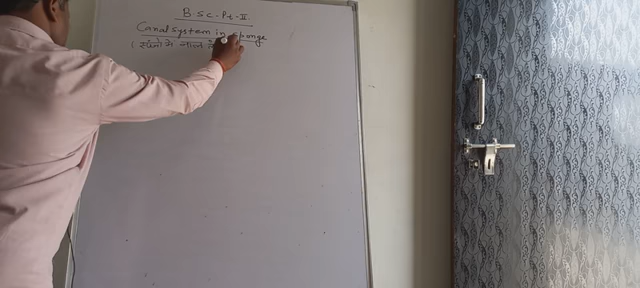 B.Sc. Pt-II.
Canal system in sponge
(स्पंजों में नाल